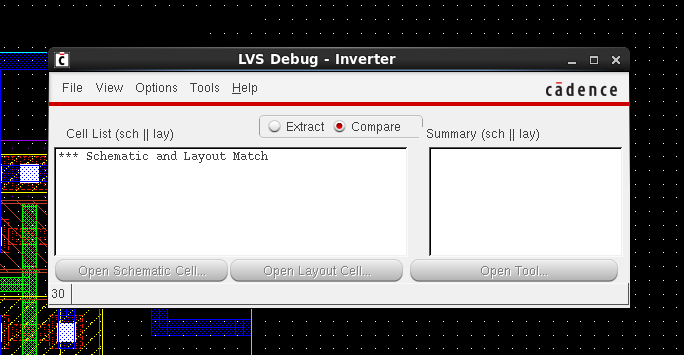 LVS Debug - Inverter
File View Options Tools Help
cādence
Extract Compare
Cell List (sch || lay) Summary (sch || lay)
*** Schematic and Layout Match
Open Schematic Cell... Open Layout Cell... Open Tool...
30